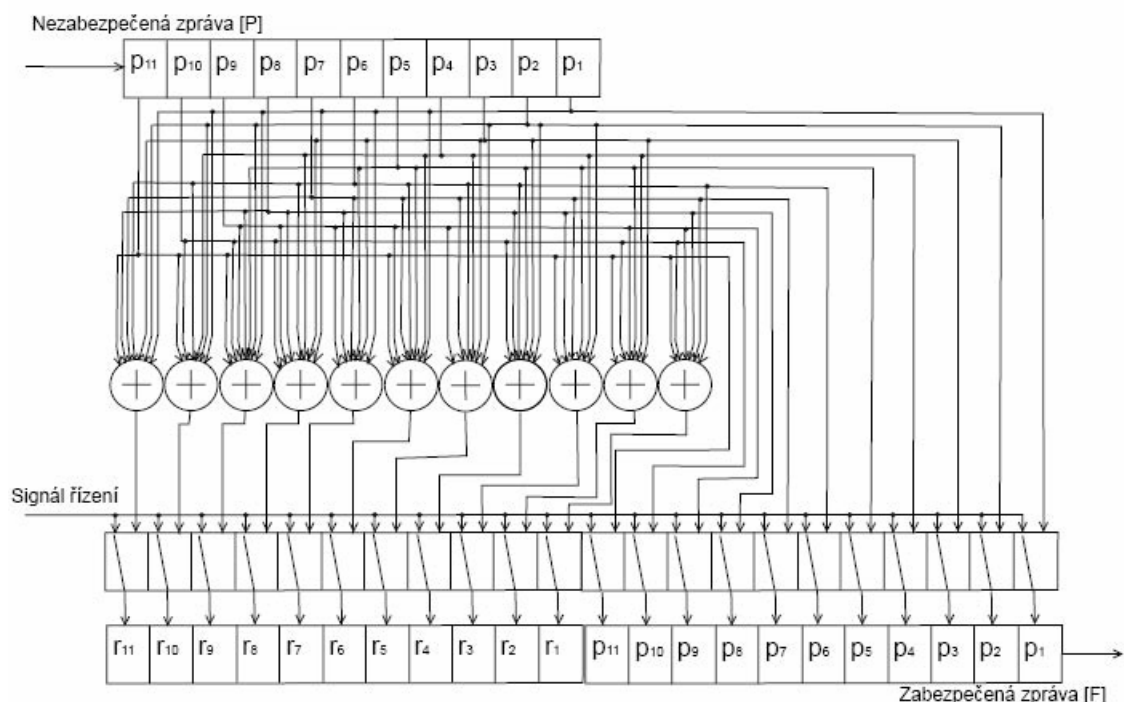 Nezabezpečená zpráva [P]
p11 p10 p9 p8 p7 p6 p5 p4 p3 p2 p1
Signál řízení
r11 r10 r9 r8 r7 r6 r5 r4 r3 r2 r1 p11 p10 p9 p8 p7 p6 p5 p4 p3 p2 p1
Zabezpečená zpráva [F]